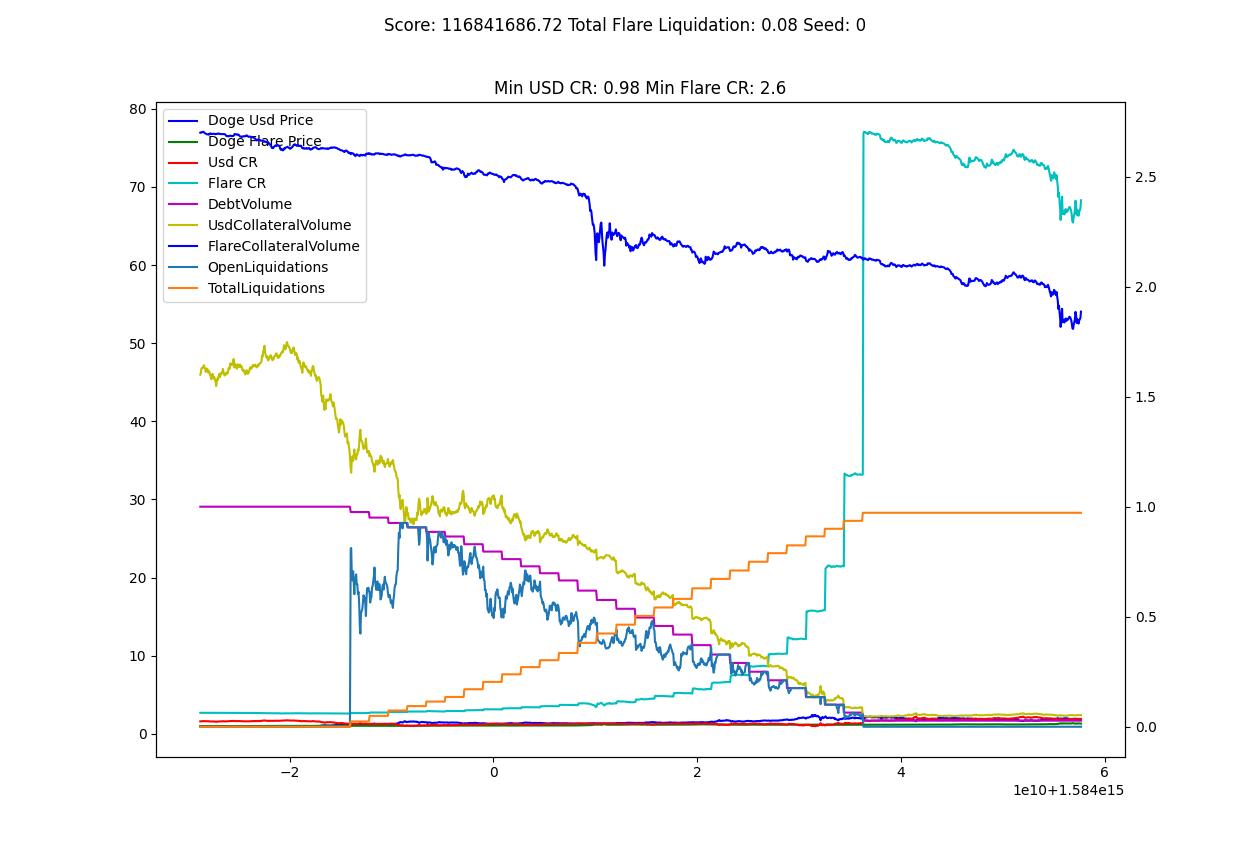 Score: 116841686.72 Total Flare Liquidation: 0.08 Seed: 0
Min USD CR: 0.98 Min Flare CR: 2.6
80
70
60
50
40
30
20
10
0
Doge Usd Price
Doge Flare Price
Usd CR
Flare CR
DebtVolume
UsdCollateralVolume
FlareCollateralVolume
OpenLiquidations
TotalLiquidations
2.5
2.0
1.5
1.0
0.5
0.0
−2 0 2 4 6
1e10+1.584e15